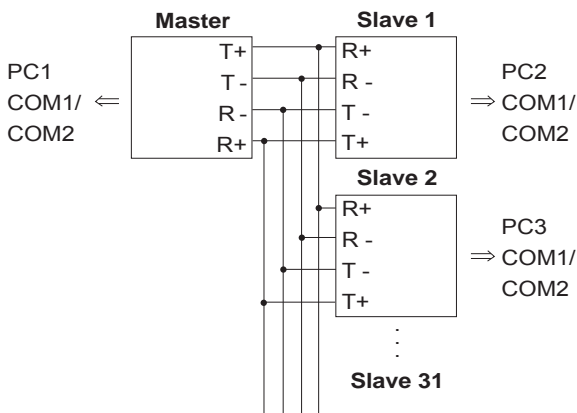 Master
T+
T -
R -
R+
PC1
COM1/
COM2
Slave 1
R+
R -
T -
T+
PC2
COM1/
COM2
Slave 2
R+
R -
T -
T+
PC3
COM1/
COM2
Slave 31